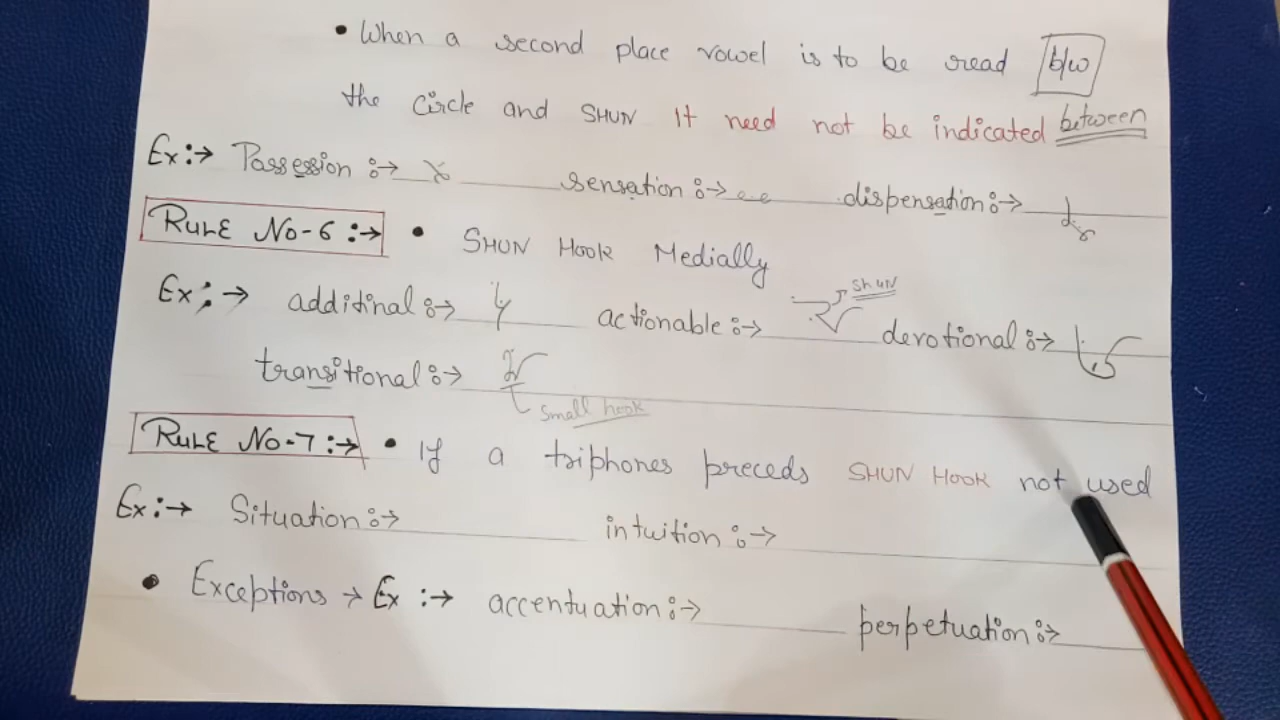 • When a second place vowel is to be read b/w
the circle and SHUN It need not be indicated between
Ex:→ Possession :→ sensation :→ dispensation :→
RULE NO-6 :→ • SHUN HOOK Medially
Ex:→ additinal :→ actionable :→ SHUN devotional :→
transitional :→
small hook
RULE NO-7 :→ • If a triphones preceds SHUN HOOK not used
Ex:→ Situation :→ intuition :→
• Exceptions → Ex :→ accentuation :→ perpetuation :→